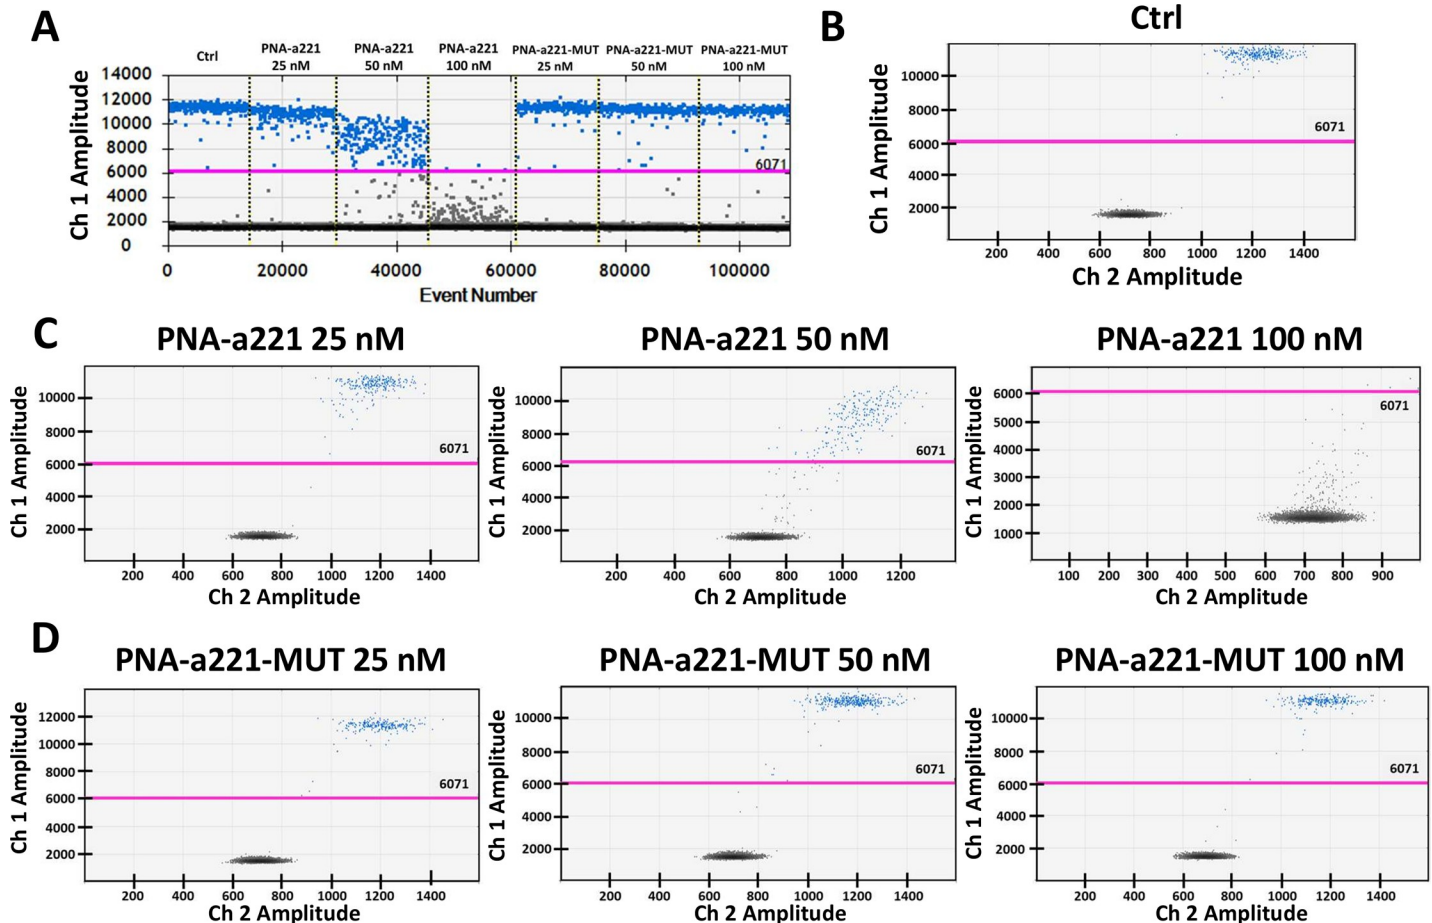 A
Ctrl
PNA-a221
25 nM
PNA-a221
50 nM
PNA-a221
100 nM
PNA-a221-MUT
25 nM
PNA-a221-MUT
50 nM
PNA-a221-MUT
100 nM
Ch 1 Amplitude
14000
12000
10000
8000
6000
4000
2000
0
6071
0 20000 40000 60000 80000 100000
Event Number
B
Ctrl
Ch 1 Amplitude
10000
8000
6000
4000
2000
6071
200 400 600 800 1000 1200 1400
Ch 2 Amplitude
C
PNA-a221 25 nM
Ch 1 Amplitude
10000
8000
6000
4000
2000
6071
200 400 600 800 1000 1200 1400
Ch 2 Amplitude
PNA-a221 50 nM
Ch 1 Amplitude
10000
8000
6000
4000
2000
6071
200 400 600 800 1000 1200
Ch 2 Amplitude
PNA-a221 100 nM
Ch 1 Amplitude
6000
5000
4000
3000
2000
1000
6071
100 200 300 400 500 600 700 800 900
Ch 2 Amplitude
D
PNA-a221-MUT 25 nM
Ch 1 Amplitude
12000
10000
8000
6000
4000
2000
6071
200 400 600 800 1000 1200 1400
Ch 2 Amplitude
PNA-a221-MUT 50 nM
Ch 1 Amplitude
10000
8000
6000
4000
2000
6071
200 400 600 800 1000 1200 1400
Ch 2 Amplitude
PNA-a221-MUT 100 nM
Ch 1 Amplitude
10000
8000
6000
4000
2000
6071
200 400 600 800 1000 1200 1400
Ch 2 Amplitude